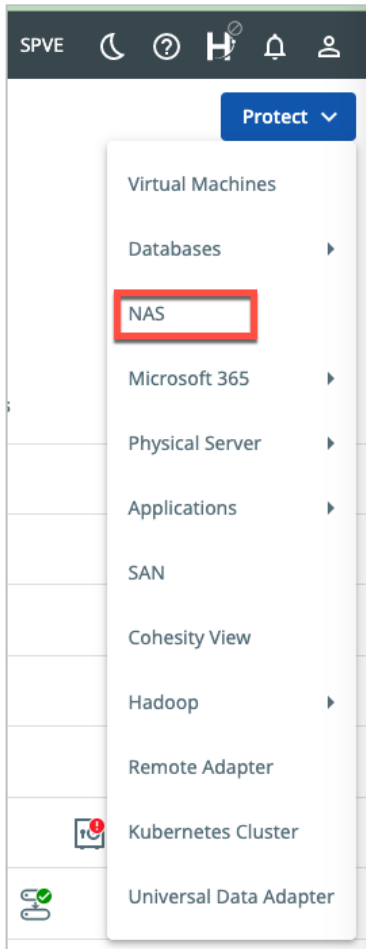 SPVE
Protect
Virtual Machines
Databases
NAS
Microsoft 365
s
Physical Server
Applications
SAN
Cohesity View
Hadoop
Remote Adapter
Kubernetes Cluster
Universal Data Adapter